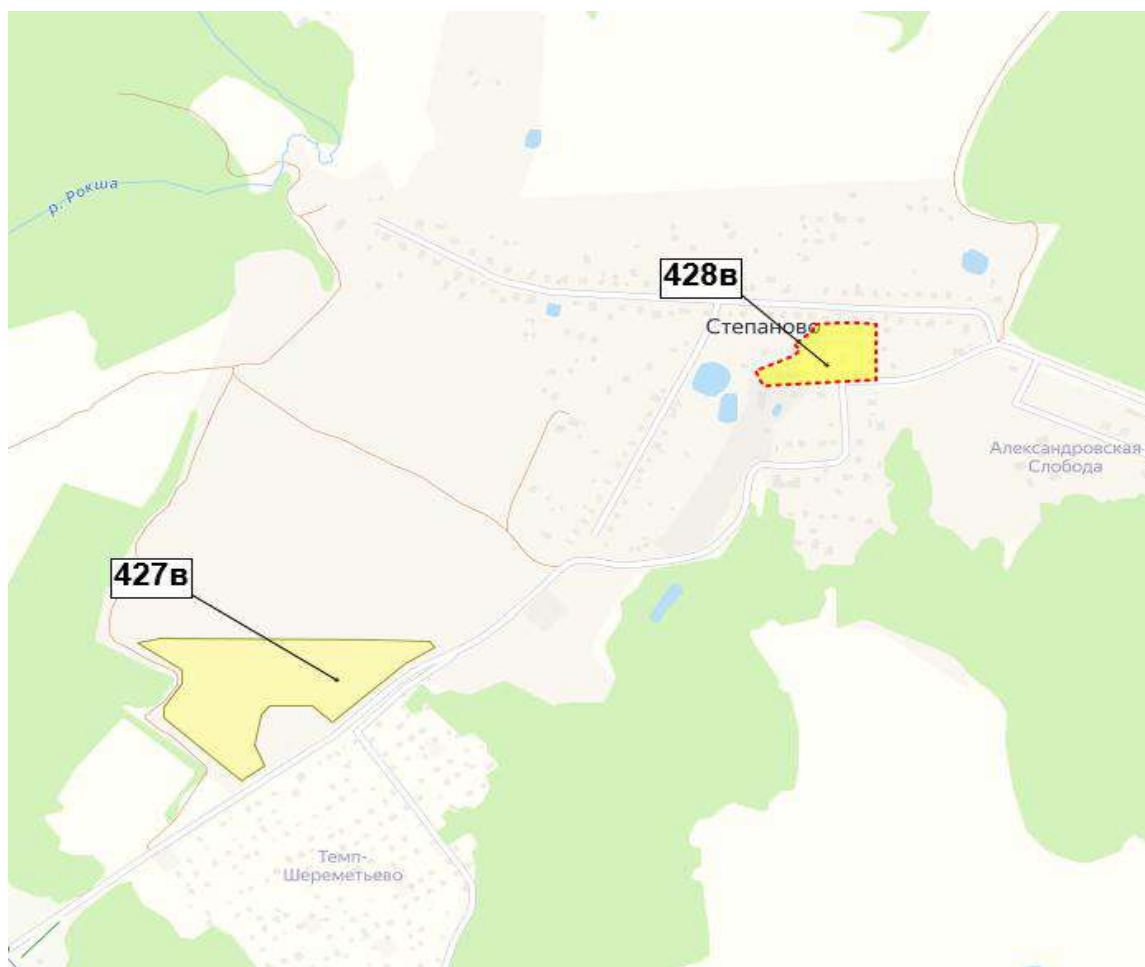 р. Рокша
428в
Степаново
Александровская
Слобода
427в
Темп-
Шереметьево